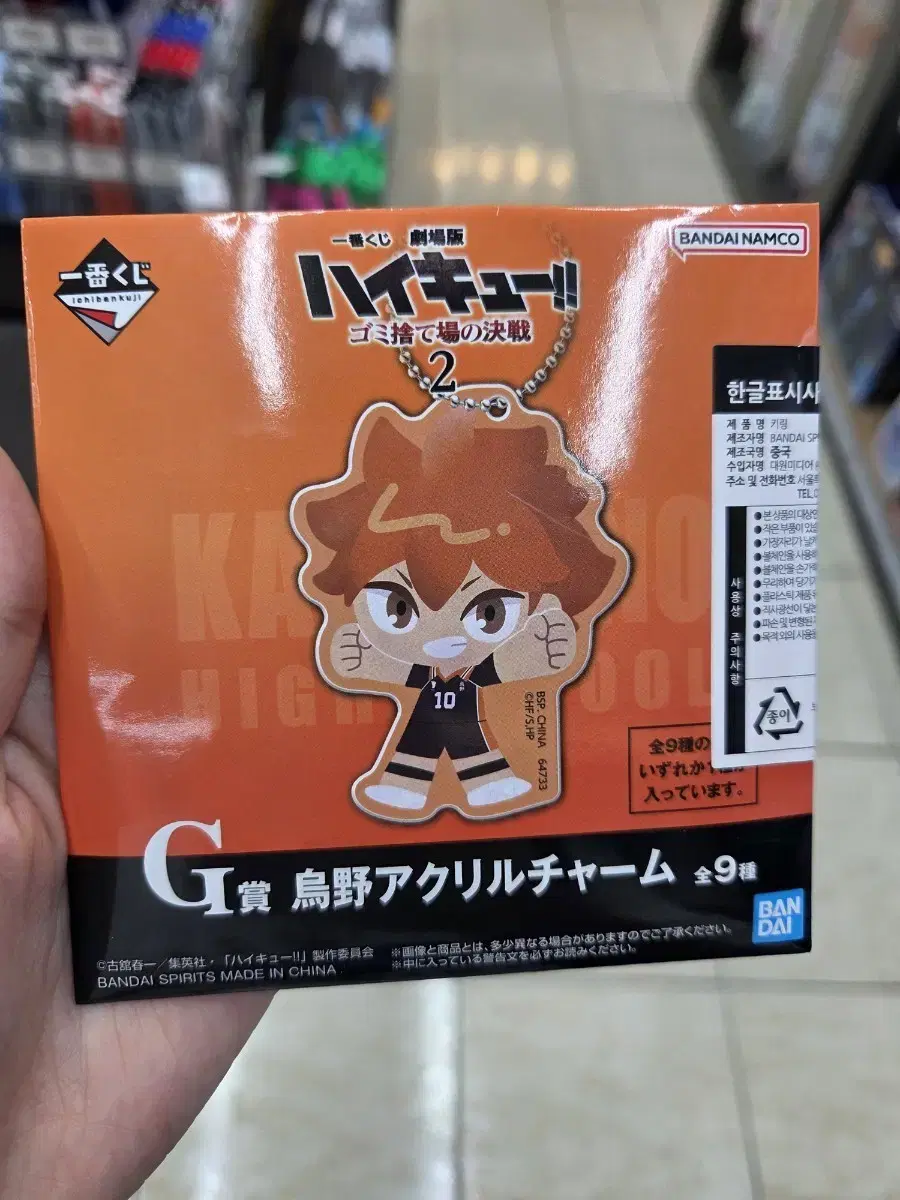 一番くじ
ichibankuji
一番くじ 劇場版
ハイキュー!!
ゴミ捨て場の決戦
2
BANDAI NAMCO
10
BSP. CHINA 64733
©HF/S,HP
全9種の
いずれか
入っています。
G賞 烏野アクリルチャーム 全9種
BAN
DAI
©古舘春一/集英社・「ハイキュー!!」製作委員会
BANDAI SPIRITS MADE IN CHINA
※画像と商品とは、多少異なる場合がありますのでご了承ください。
※中に入っている警告文を必ずお読みください。
한글표시사
제 품 명 키링
제조자명 BANDAI SP
제조국명 중국
수입자명 대원미디어
주소 및 전화번호 서울특
TEL.0
사용상 주의사항
종이